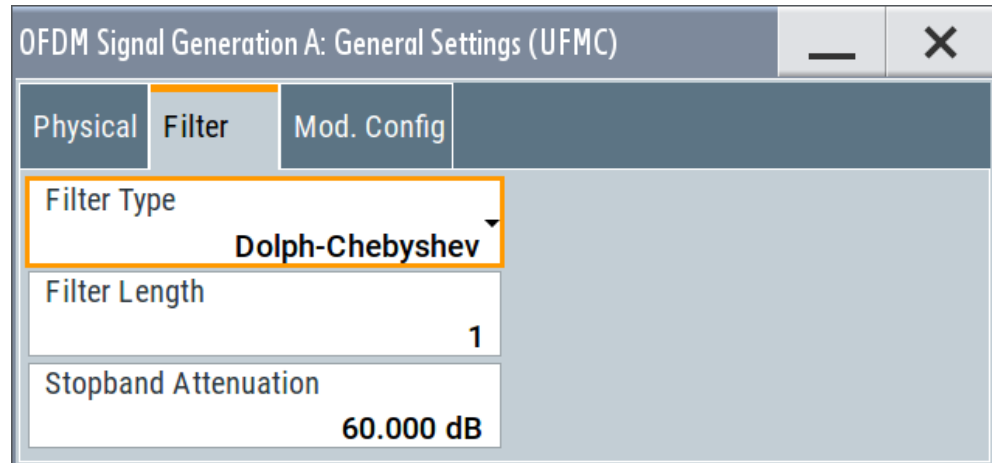 OFDM Signal Generation A: General Settings (UFMC)
Physical Filter Mod. Config
Filter Type
Dolph-Chebyshev
Filter Length
1
Stopband Attenuation
60.000 dB